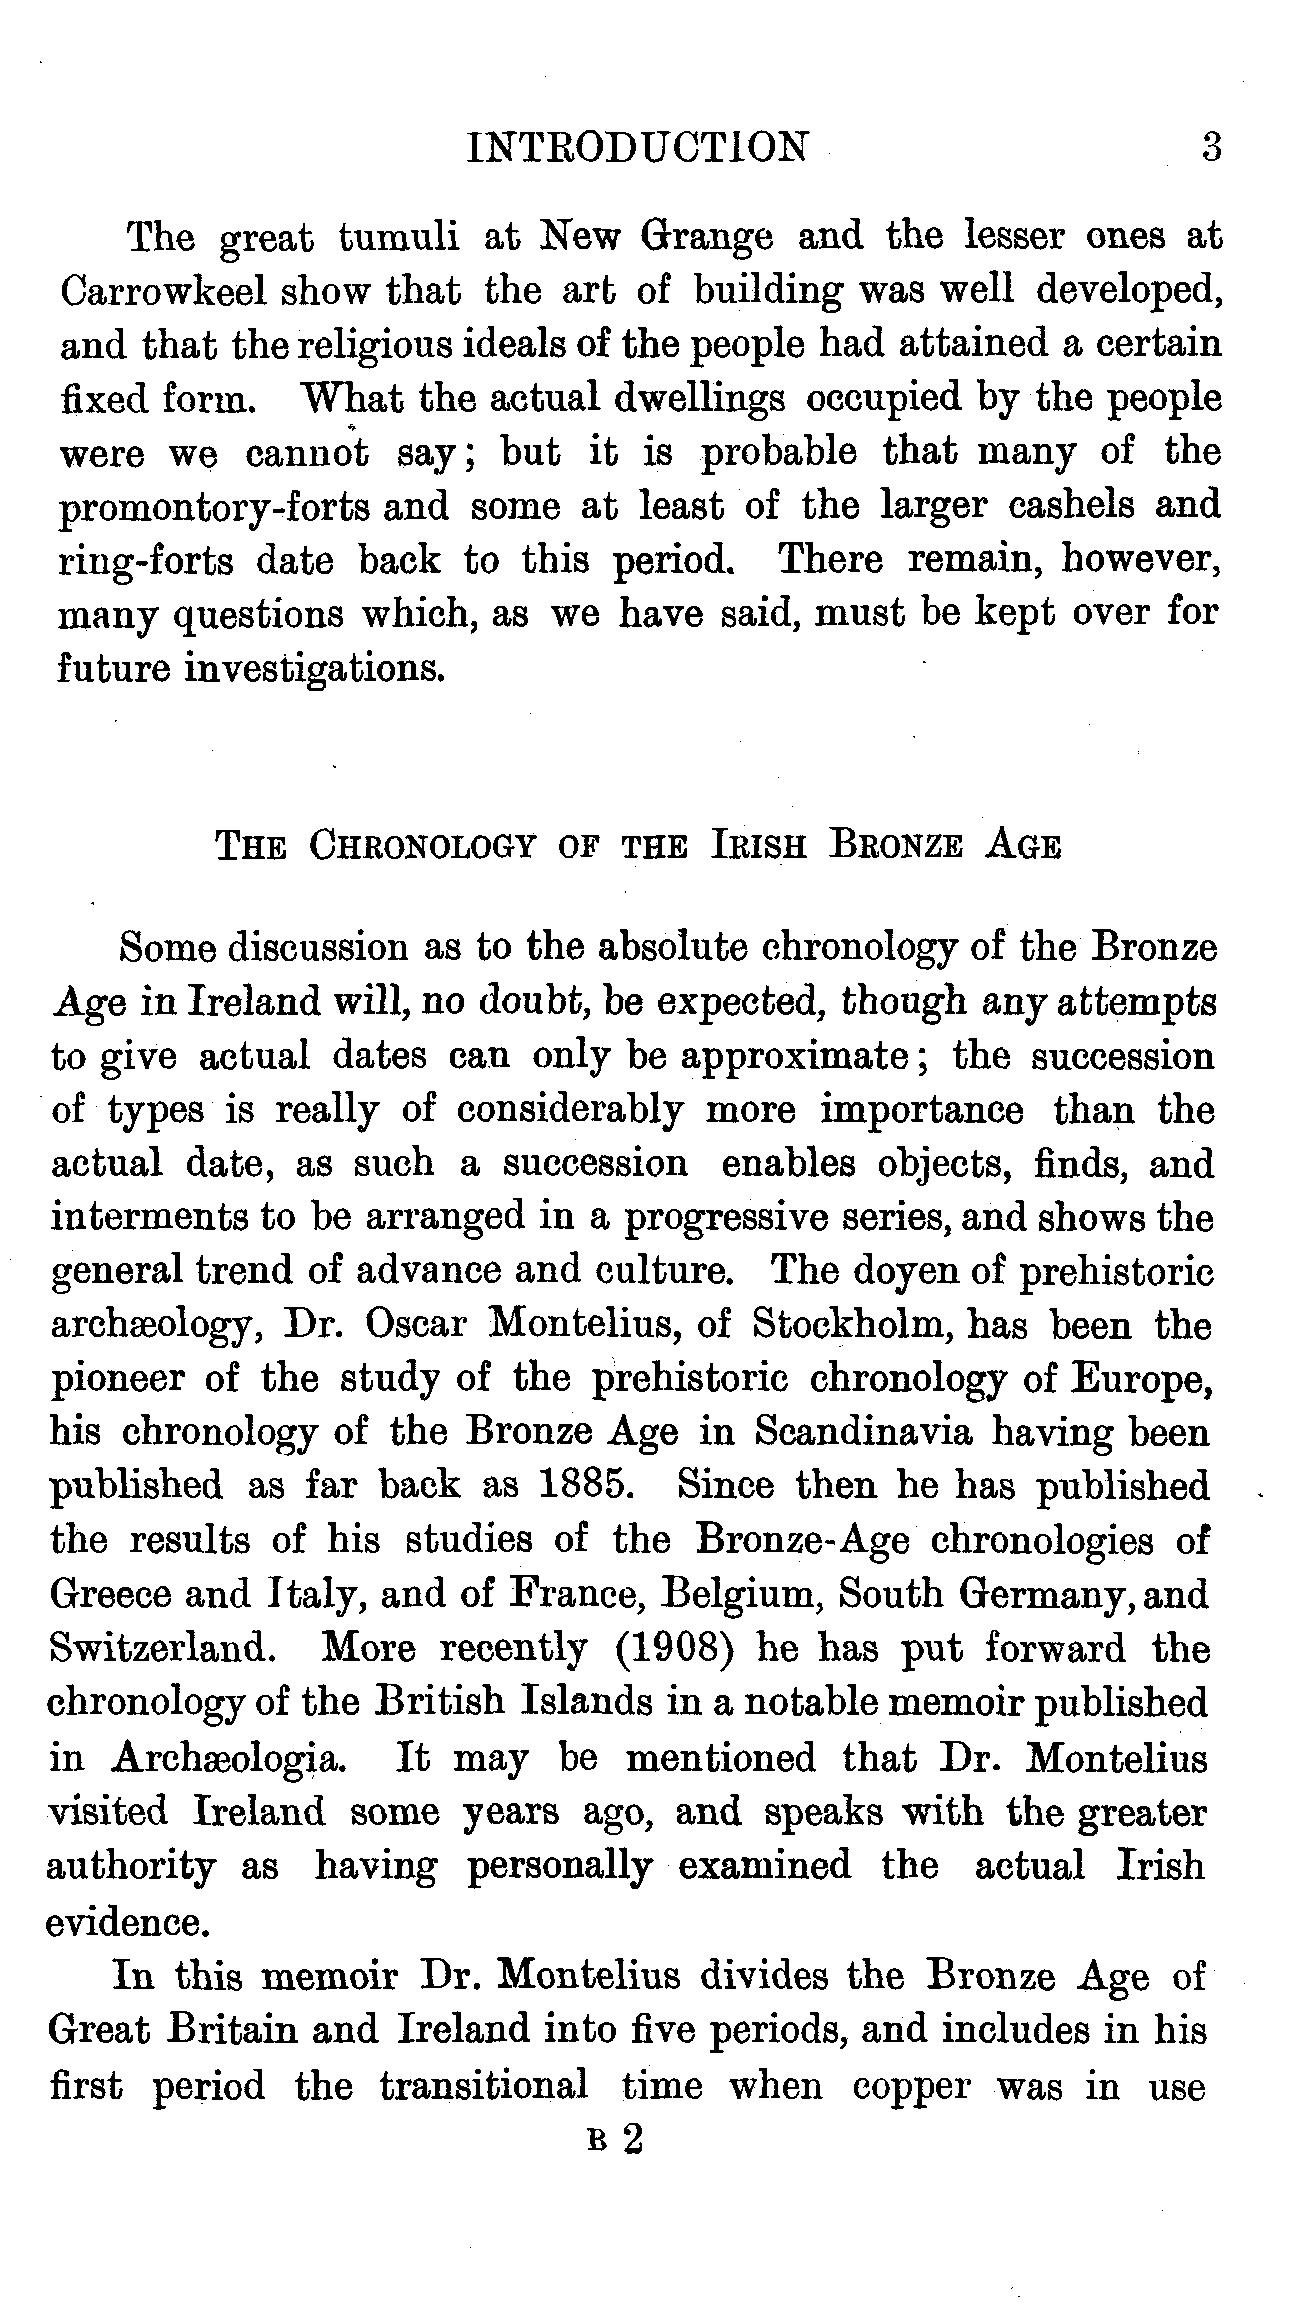 INTRODUCTION 3
The great tumuli at New Grange and the lesser ones at
Carrowkeel show that the art of building was well developed,
and that the religious ideals of the people had attained a certain
fixed form. What the actual dwellings occupied by the people
were we cannot say; but it is probable that many of the
promontory-forts and some at least of the larger cashels and
ring-forts date back to this period. There remain, however,
many questions which, as we have said, must be kept over for
future investigations.
The Chronology of the Irish Bronze Age
Some discussion as to the absolute chronology of the Bronze
Age in Ireland will, no doubt, be expected, though any attempts
to give actual dates can only be approximate; the succession
of types is really of considerably more importance than the
actual date, as such a succession enables objects, finds, and
interments to be arranged in a progressive series, and shows the
general trend of advance and culture. The doyen of prehistoric
archæology, Dr. Oscar Montelius, of Stockholm, has been the
pioneer of the study of the prehistoric chronology of Europe,
his chronology of the Bronze Age in Scandinavia having been
published as far back as 1885. Since then he has published
the results of his studies of the Bronze-Age chronologies of
Greece and Italy, and of France, Belgium, South Germany, and
Switzerland. More recently (1908) he has put forward the
chronology of the British Islands in a notable memoir published
in Archæologia. It may be mentioned that Dr. Montelius
visited Ireland some years ago, and speaks with the greater
authority as having personally examined the actual Irish
evidence.
In this memoir Dr. Montelius divides the Bronze Age of
Great Britain and Ireland into five periods, and includes in his
first period the transitional time when copper was in use
B 2